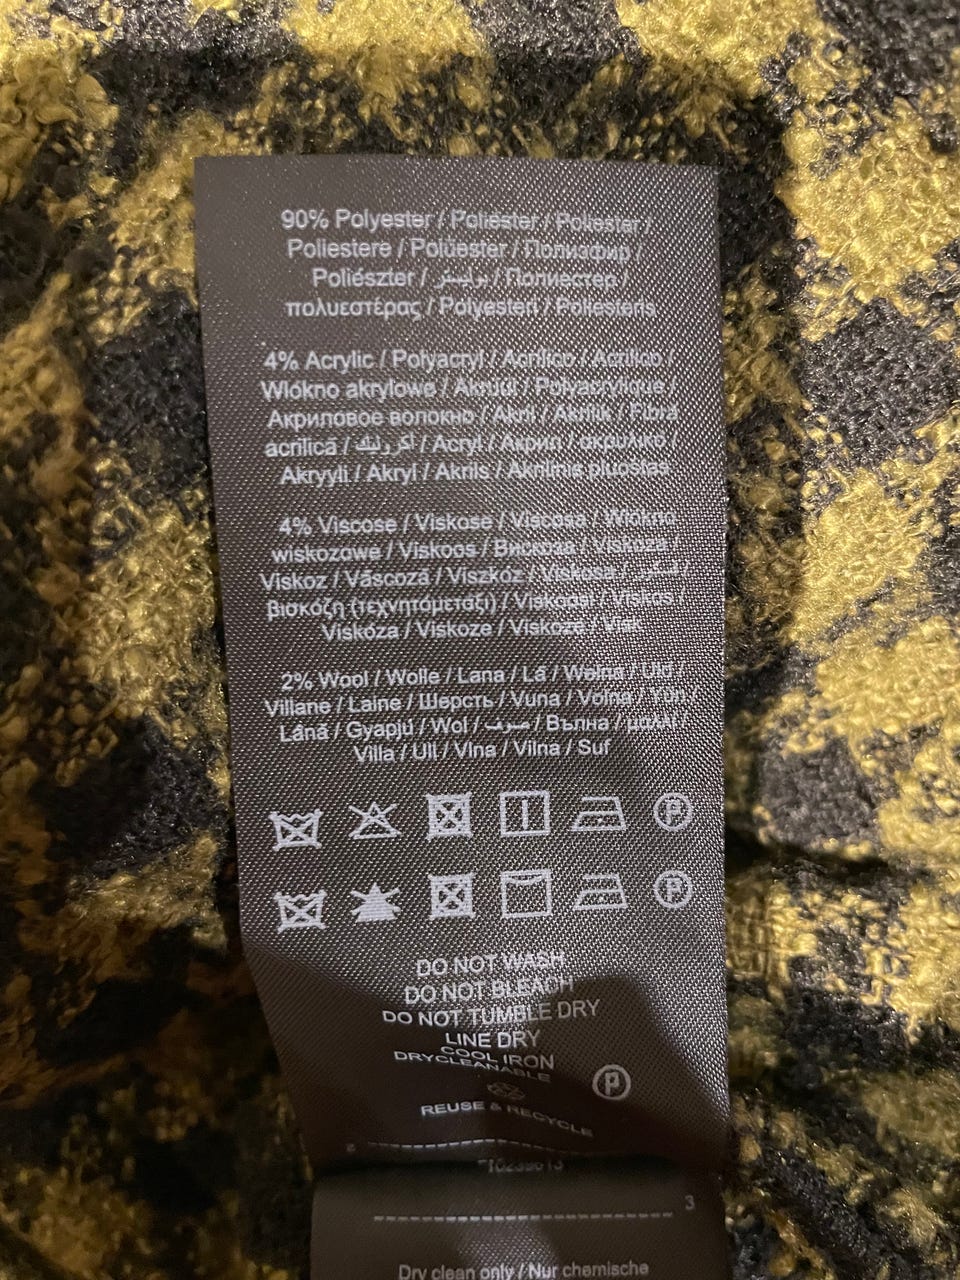 90% Polyester / Poliéster / Poliester /
Poliestere / Polüester / Полиэфир /
Poliészter / بوليستر / Полиестер /
πολυεστέρας / Polyesteri / Poliesteris
4% Acrylic / Polyacryl / Acrílico / Acrílico /
Włókno akrylowe / Akrüül / Polyacrylique /
Акриловое волокно / Akril / Akrilik / Fibră
acrilică / أكريليك / Acryl / Акрил / ακρυλικό /
Akryyli / Akryl / Akrils / Akrilinis pluoštas
4% Viscose / Viskose / Viscosa / Włókno
wiskozowe / Viskoos / Вискоза / Viskoza
Viskoz / Vâscoză / Viszkóz / Viskósa /
βισκόζη (τεχνητόμεταξι) / Viskoosi / Viskos /
Viskóza / Viskoze / Viskoze / Visk
2% Wool / Wolle / Lana / Lã / Wełna / Ull /
Villane / Laine / Шерсть / Vuna / Volna / Yün /
Lână / Gyapjú / Wol / صوف / Вълна / μαλλί /
Villa / Ull / Vlna / Vilna / Suf
P
P
DO NOT WASH
DO NOT BLEACH
DO NOT TUMBLE DRY
LINE DRY
COOL IRON
DRYCLEANABLE
P
REUSE & RECYCLE
2
3
Dry clean only / Nur chemische